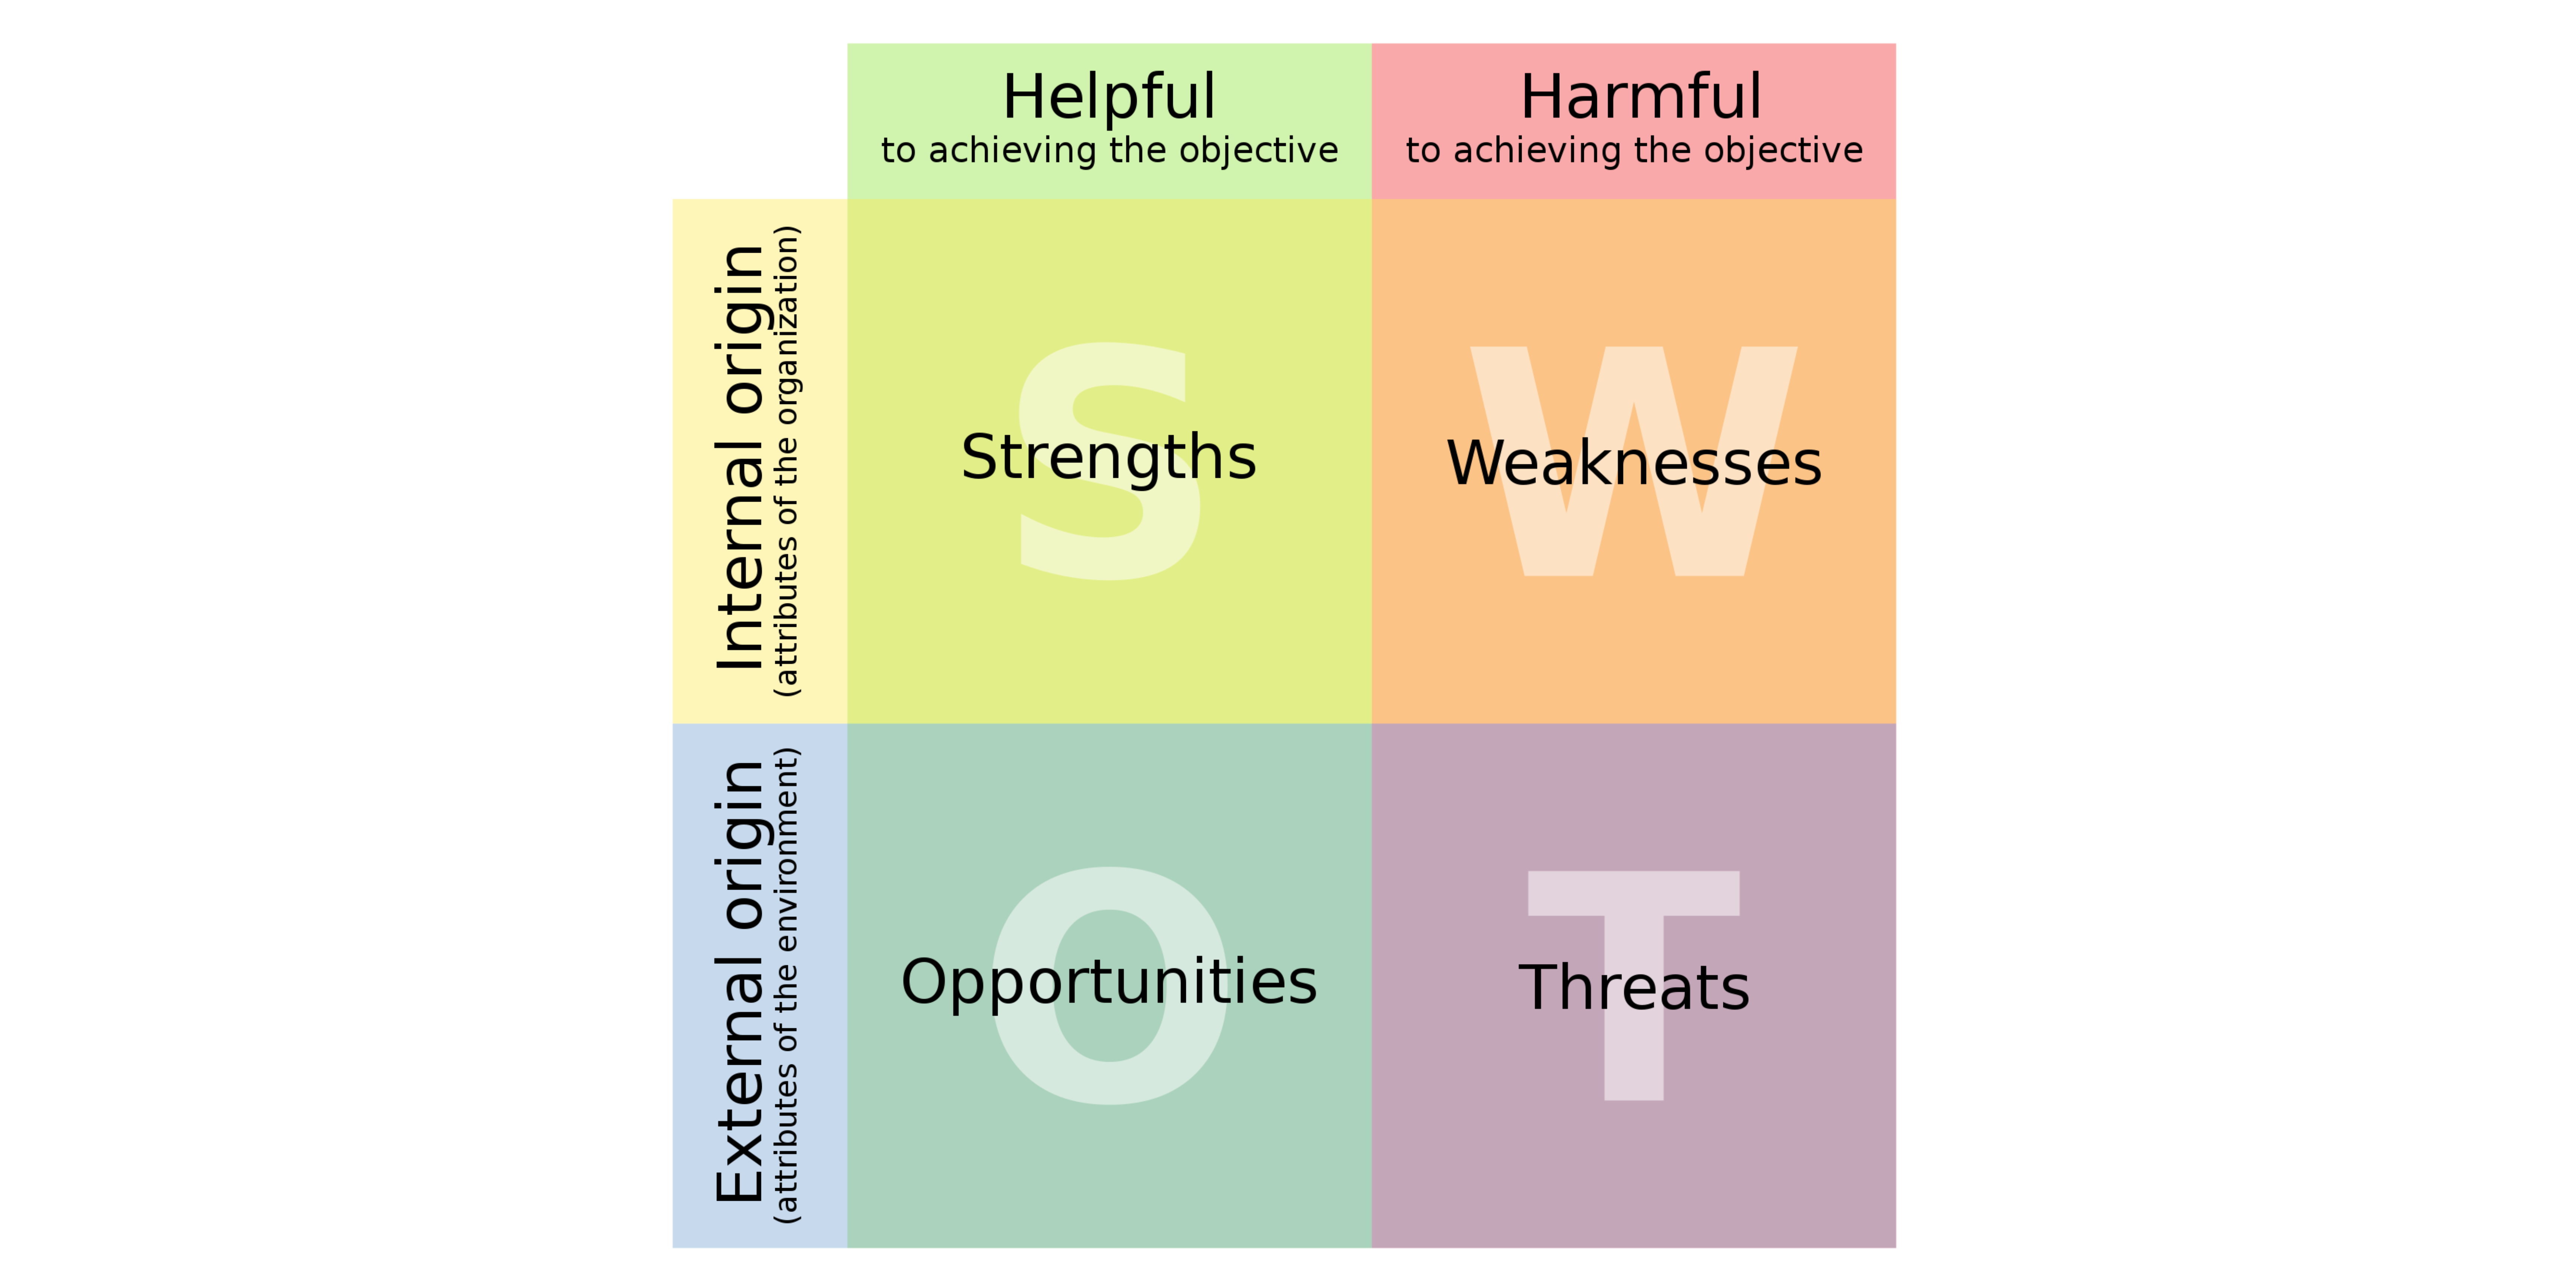 Helpful
to achieving the objective
Harmful
to achieving the objective
Internal origin
(attributes of the organization)
S
Strengths
W
Weaknesses
External origin
(attributes of the environment)
O
Opportunities
T
Threats